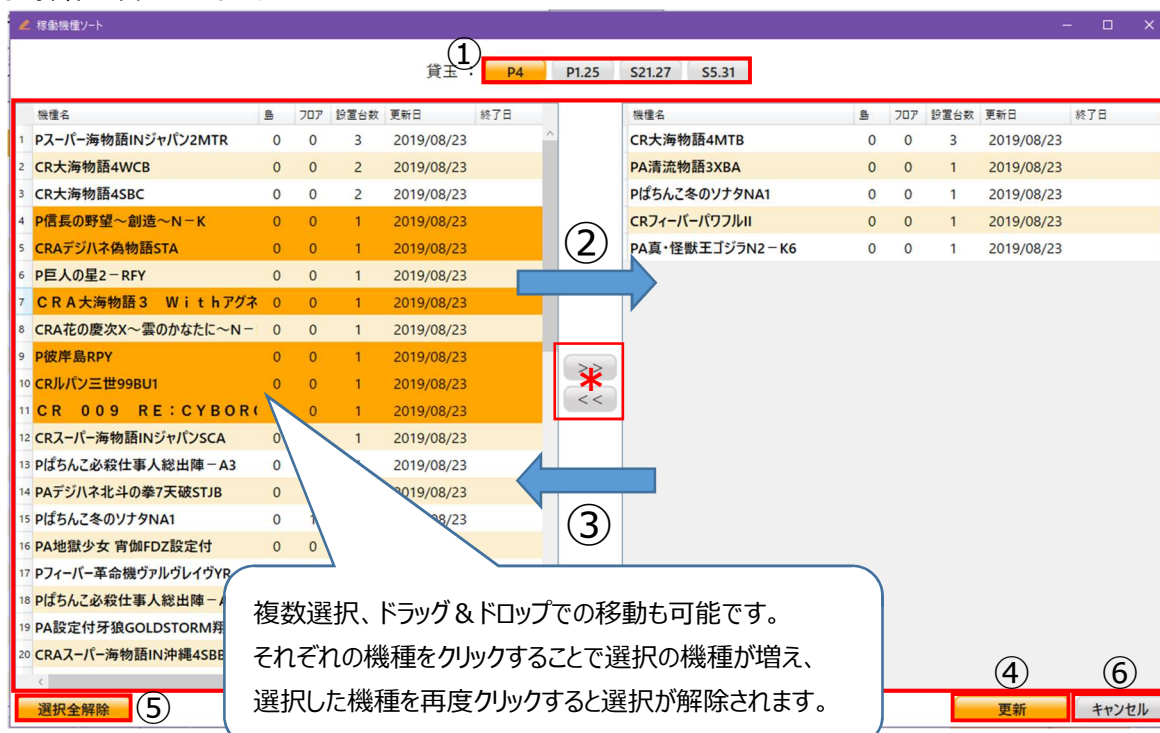 稼働機種ソート
①
貸玉 : P4 P1.25 S21.27 S5.31
機種名 島 フロア 設置台数 更新日 終了日
1 Pスーパー海物語INジャパン2MTR 0 0 3 2019/08/23
2 CR大海物語4WCB 0 0 2 2019/08/23
3 CR大海物語4SBC 0 0 2 2019/08/23
4 P信長の野望～創造～N－K 0 0 1 2019/08/23
5 CRAデジハネ偽物語STA 0 0 1 2019/08/23
6 P巨人の星2－RFY 0 0 1 2019/08/23
7 ＣＲＡ大海物語３　Ｗｉｔｈアグネ 0 0 1 2019/08/23
8 CRA花の慶次X～雲のかなたに～N－ 0 0 1 2019/08/23
9 P彼岸島RPY 0 0 1 2019/08/23
10 CRルパン三世99BU1 0 0 1 2019/08/23
11 ＣＲ　００９　ＲＥ：ＣＹＢＯＲ 0 1 2019/08/23
12 CRスーパー海物語INジャパンSCA 0 1 2019/08/23
13 Pぱちんこ必殺仕事人総出陣－A3 0 2019/08/23
14 PAデジハネ北斗の拳7天破STJB 0 2019/08/23
15 Pぱちんこ冬のソナタNA1 0 1 /23
16 PA地獄少女 宵伽FDZ設定付 0 0
17 Pフィーバー革命機ヴァルヴレイヴYR
18 Pぱちんこ必殺仕事人総出陣－
19 PA設定付牙狼GOLDSTORM翔
20 CRAスーパー海物語IN沖縄4SBE
機種名 島 フロア 設置台数 更新日 終了日
CR大海物語4MTB 0 0 3 2019/08/23
PA清流物語3XBA 0 0 1 2019/08/23
Pぱちんこ冬のソナタNA1 0 0 1 2019/08/23
CRフィーバーパワフルII 0 0 1 2019/08/23
PA真・怪獣王ゴジラN2－K6 0 0 1 2019/08/23
②
>>
*
<<
③
複数選択、ドラッグ＆ドロップでの移動も可能です。
それぞれの機種をクリックすることで選択の機種が増え、
選択した機種を再度クリックすると選択が解除されます。
選択全解除 ⑤
④ ⑥
更新 キャンセル